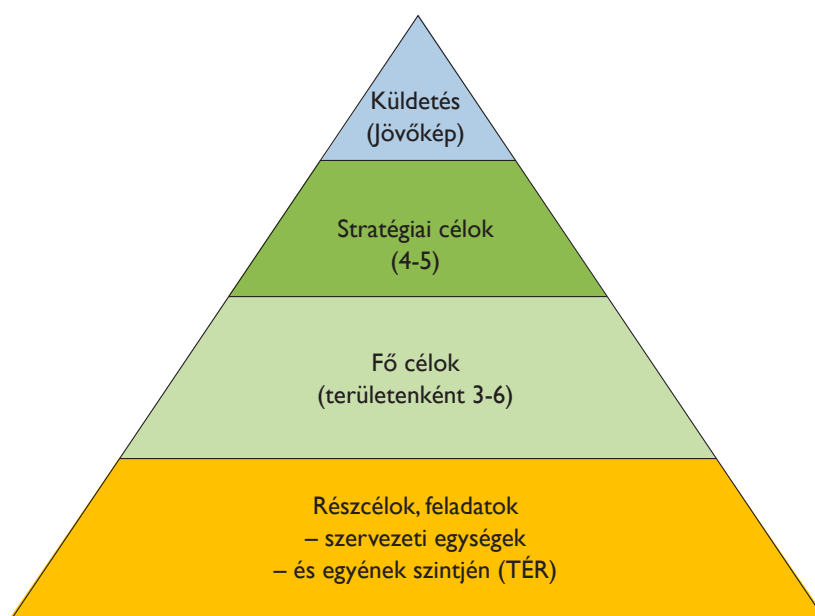 Küldetés
(Jövőkép)
Stratégiai célok
(4-5)
Fő célok
(területenként 3-6)
Részcélok, feladatok
– szervezeti egységek
– és egyének szintjén (TÉR)